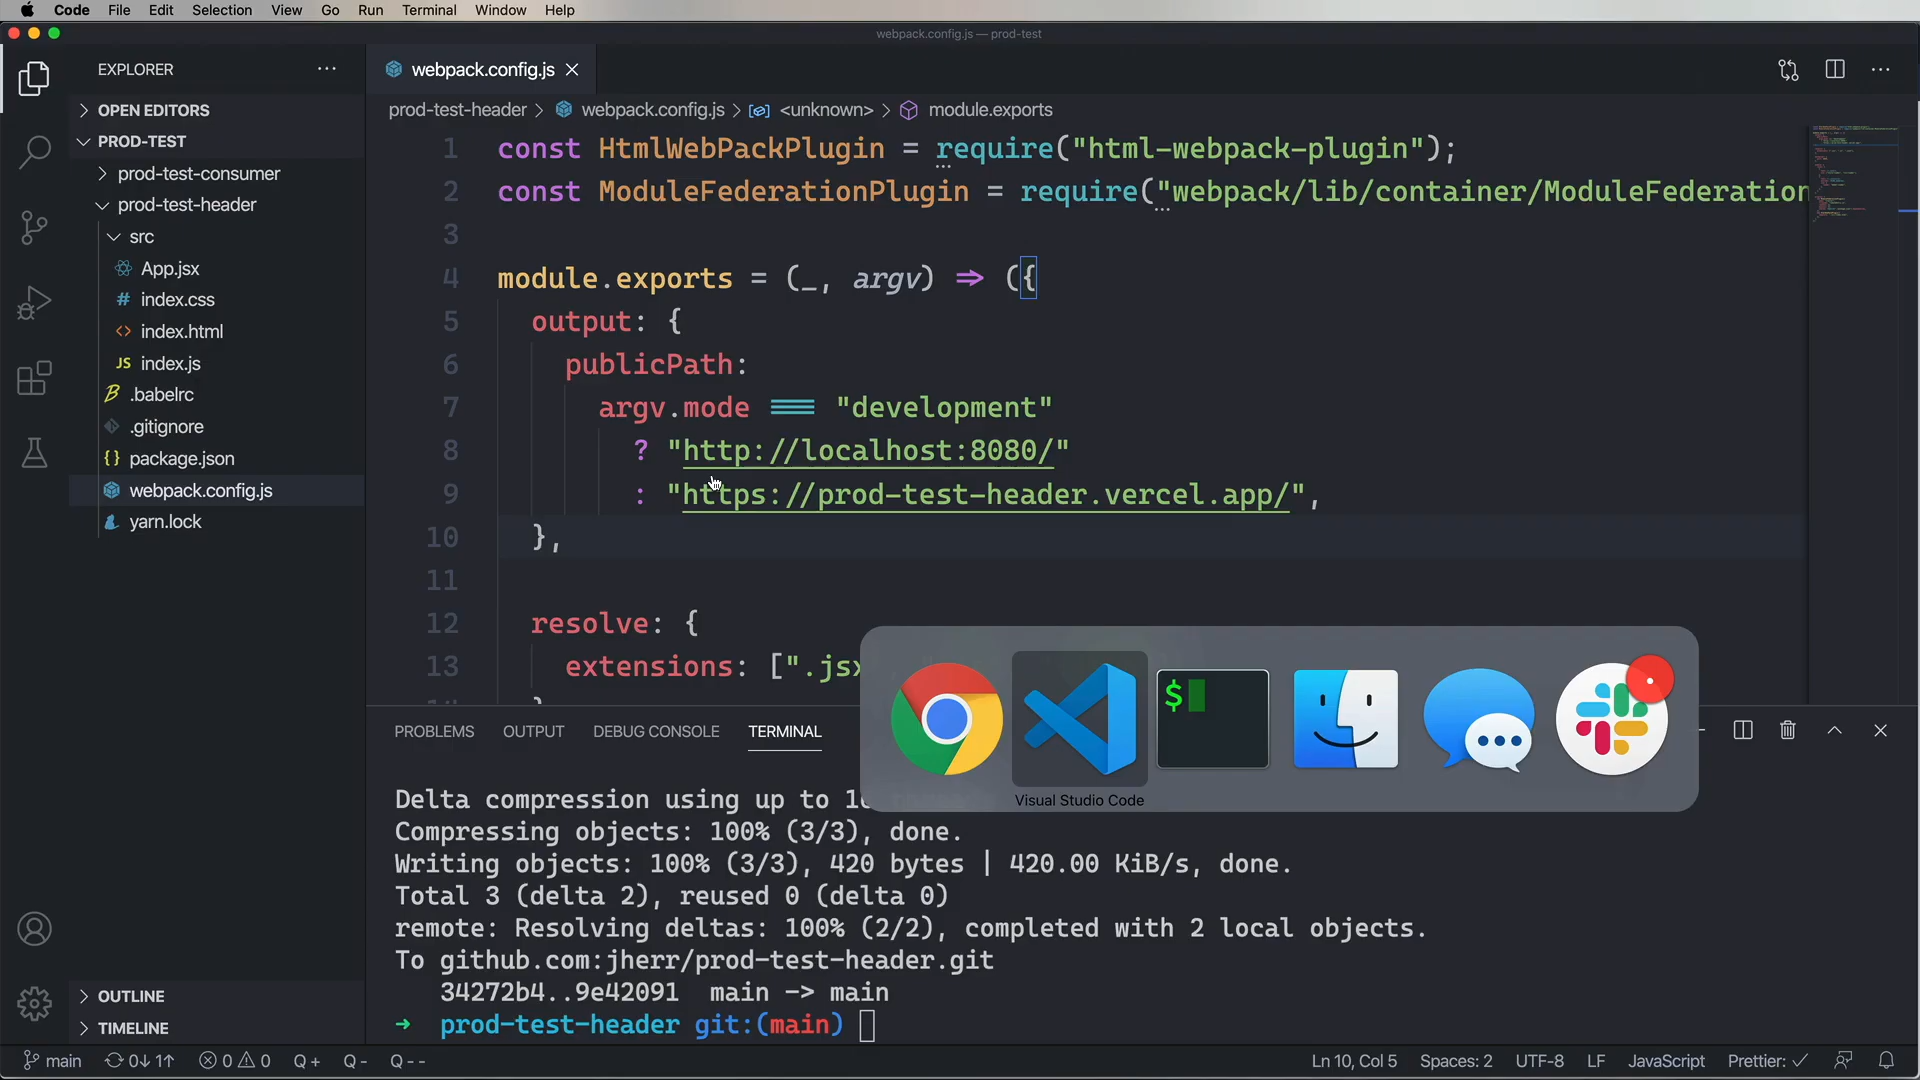 Code File Edit Selection View Go Run Terminal Window Help
webpack.config.js — prod-test
EXPLORER
webpack.config.js
OPEN EDITORS
PROD-TEST
prod-test-consumer
prod-test-header
src
App.jsx
# index.css
<> index.html
JS index.js
.babelrc
.gitignore
{} package.json
webpack.config.js
yarn.lock
OUTLINE
TIMELINE
prod-test-header > webpack.config.js > <unknown> > module.exports
1 const HtmlWebPackPlugin = require("html-webpack-plugin");
2 const ModuleFederationPlugin = require("webpack/lib/container/ModuleFederation
3
4 module.exports = (_, argv) => ({
5 output: {
6 publicPath:
7 argv.mode === "development"
8 ? "http://localhost:8080/"
9 : "https://prod-test-header.vercel.app/",
10 },
11
12 resolve: {
13 extensions: [".jsx
Visual Studio Code
PROBLEMS OUTPUT DEBUG CONSOLE TERMINAL
Delta compression using up to 1
Compressing objects: 100% (3/3), done.
Writing objects: 100% (3/3), 420 bytes | 420.00 KiB/s, done.
Total 3 (delta 2), reused 0 (delta 0)
remote: Resolving deltas: 100% (2/2), completed with 2 local objects.
To github.com:jherr/prod-test-header.git
34272b4..9e42091 main -> main
→ prod-test-header git:(main)
main 0↓ 1↑ 0 0 Q+ Q- Q-- Ln 10, Col 5 Spaces: 2 UTF-8 LF JavaScript Prettier: ✓